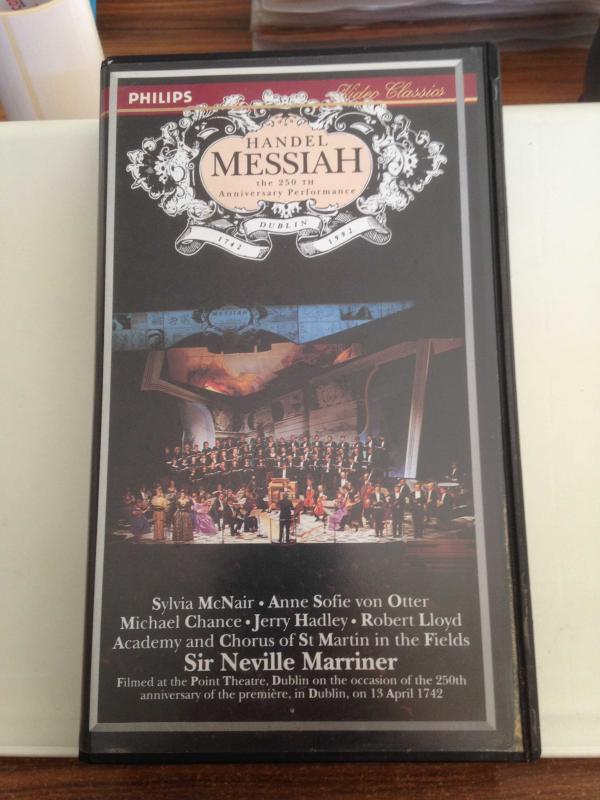 PHILIPS
Video Classics
HANDEL
MESSIAH
the 250 TH
Anniversary Performance
DUBLIN
1742 1992
MESSIAH
Sylvia McNair • Anne Sofie von Otter
Michael Chance • Jerry Hadley • Robert Lloyd
Academy and Chorus of St Martin in the Fields
Sir Neville Marriner
Filmed at the Point Theatre, Dublin on the occasion of the 250th
anniversary of the première, in Dublin, on 13 April 1742